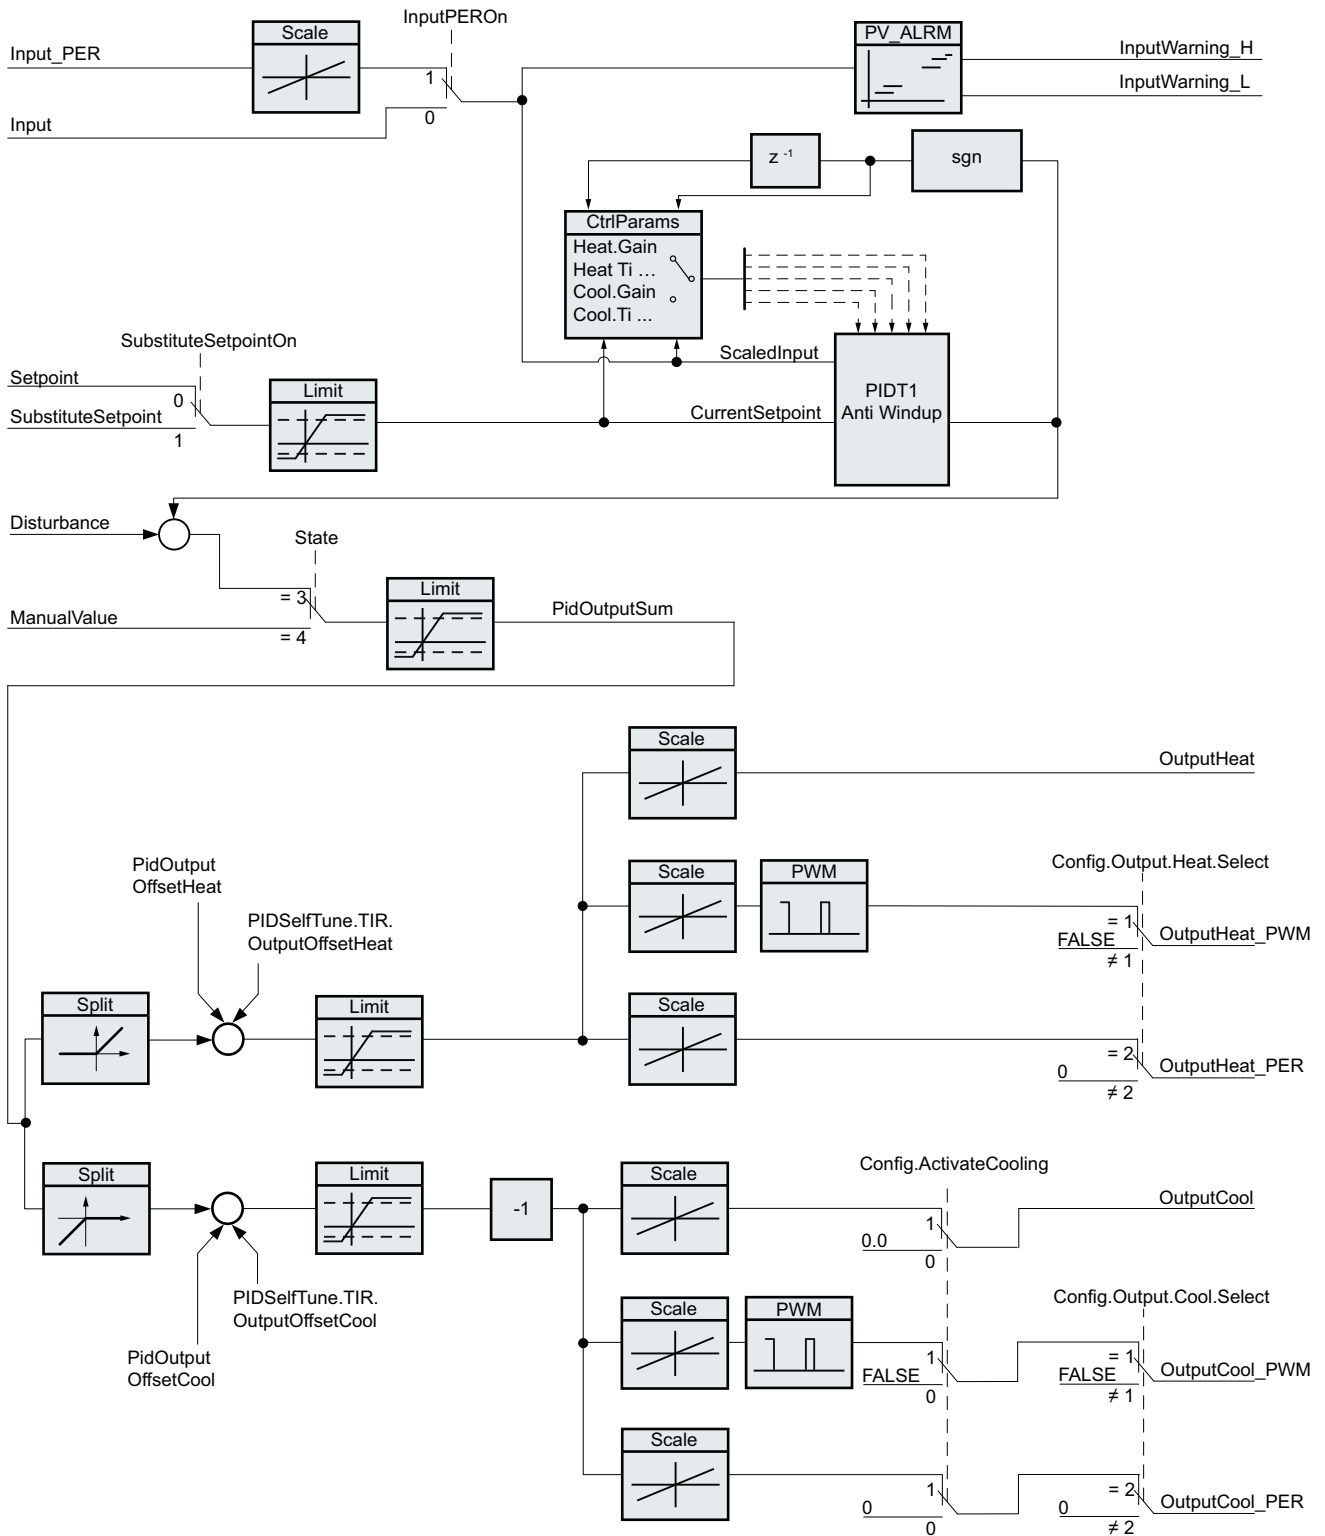 InputPEROn
Scale
PV_ALRM
Input_PER
InputWarning_H
1
InputWarning_L
0
Input
z -1
sgn
CtrlParams
Heat.Gain
Heat Ti ...
Cool.Gain
Cool.Ti ...
SubstituteSetpointOn
ScaledInput
Setpoint
0
Limit
PIDT1
Anti Windup
SubstituteSetpoint
CurrentSetpoint
1
Disturbance
State
Limit
= 3
PidOutputSum
ManualValue
= 4
Scale
OutputHeat
PidOutput
OffsetHeat
Scale
PWM
Config.Output.Heat.Select
PIDSelfTune.TIR.
OutputOffsetHeat
= 1
FALSE
OutputHeat_PWM
≠ 1
Split
Limit
Scale
= 2
0
OutputHeat_PER
≠ 2
Split
Limit
Scale
Config.ActivateCooling
-1
OutputCool
1
0.0
0
PIDSelfTune.TIR.
OutputOffsetCool
Scale
PWM
Config.Output.Cool.Select
PidOutput
OffsetCool
1
FALSE
0
= 1
FALSE
≠ 1
OutputCool_PWM
Scale
1
0
0
= 2
0
≠ 2
OutputCool_PER